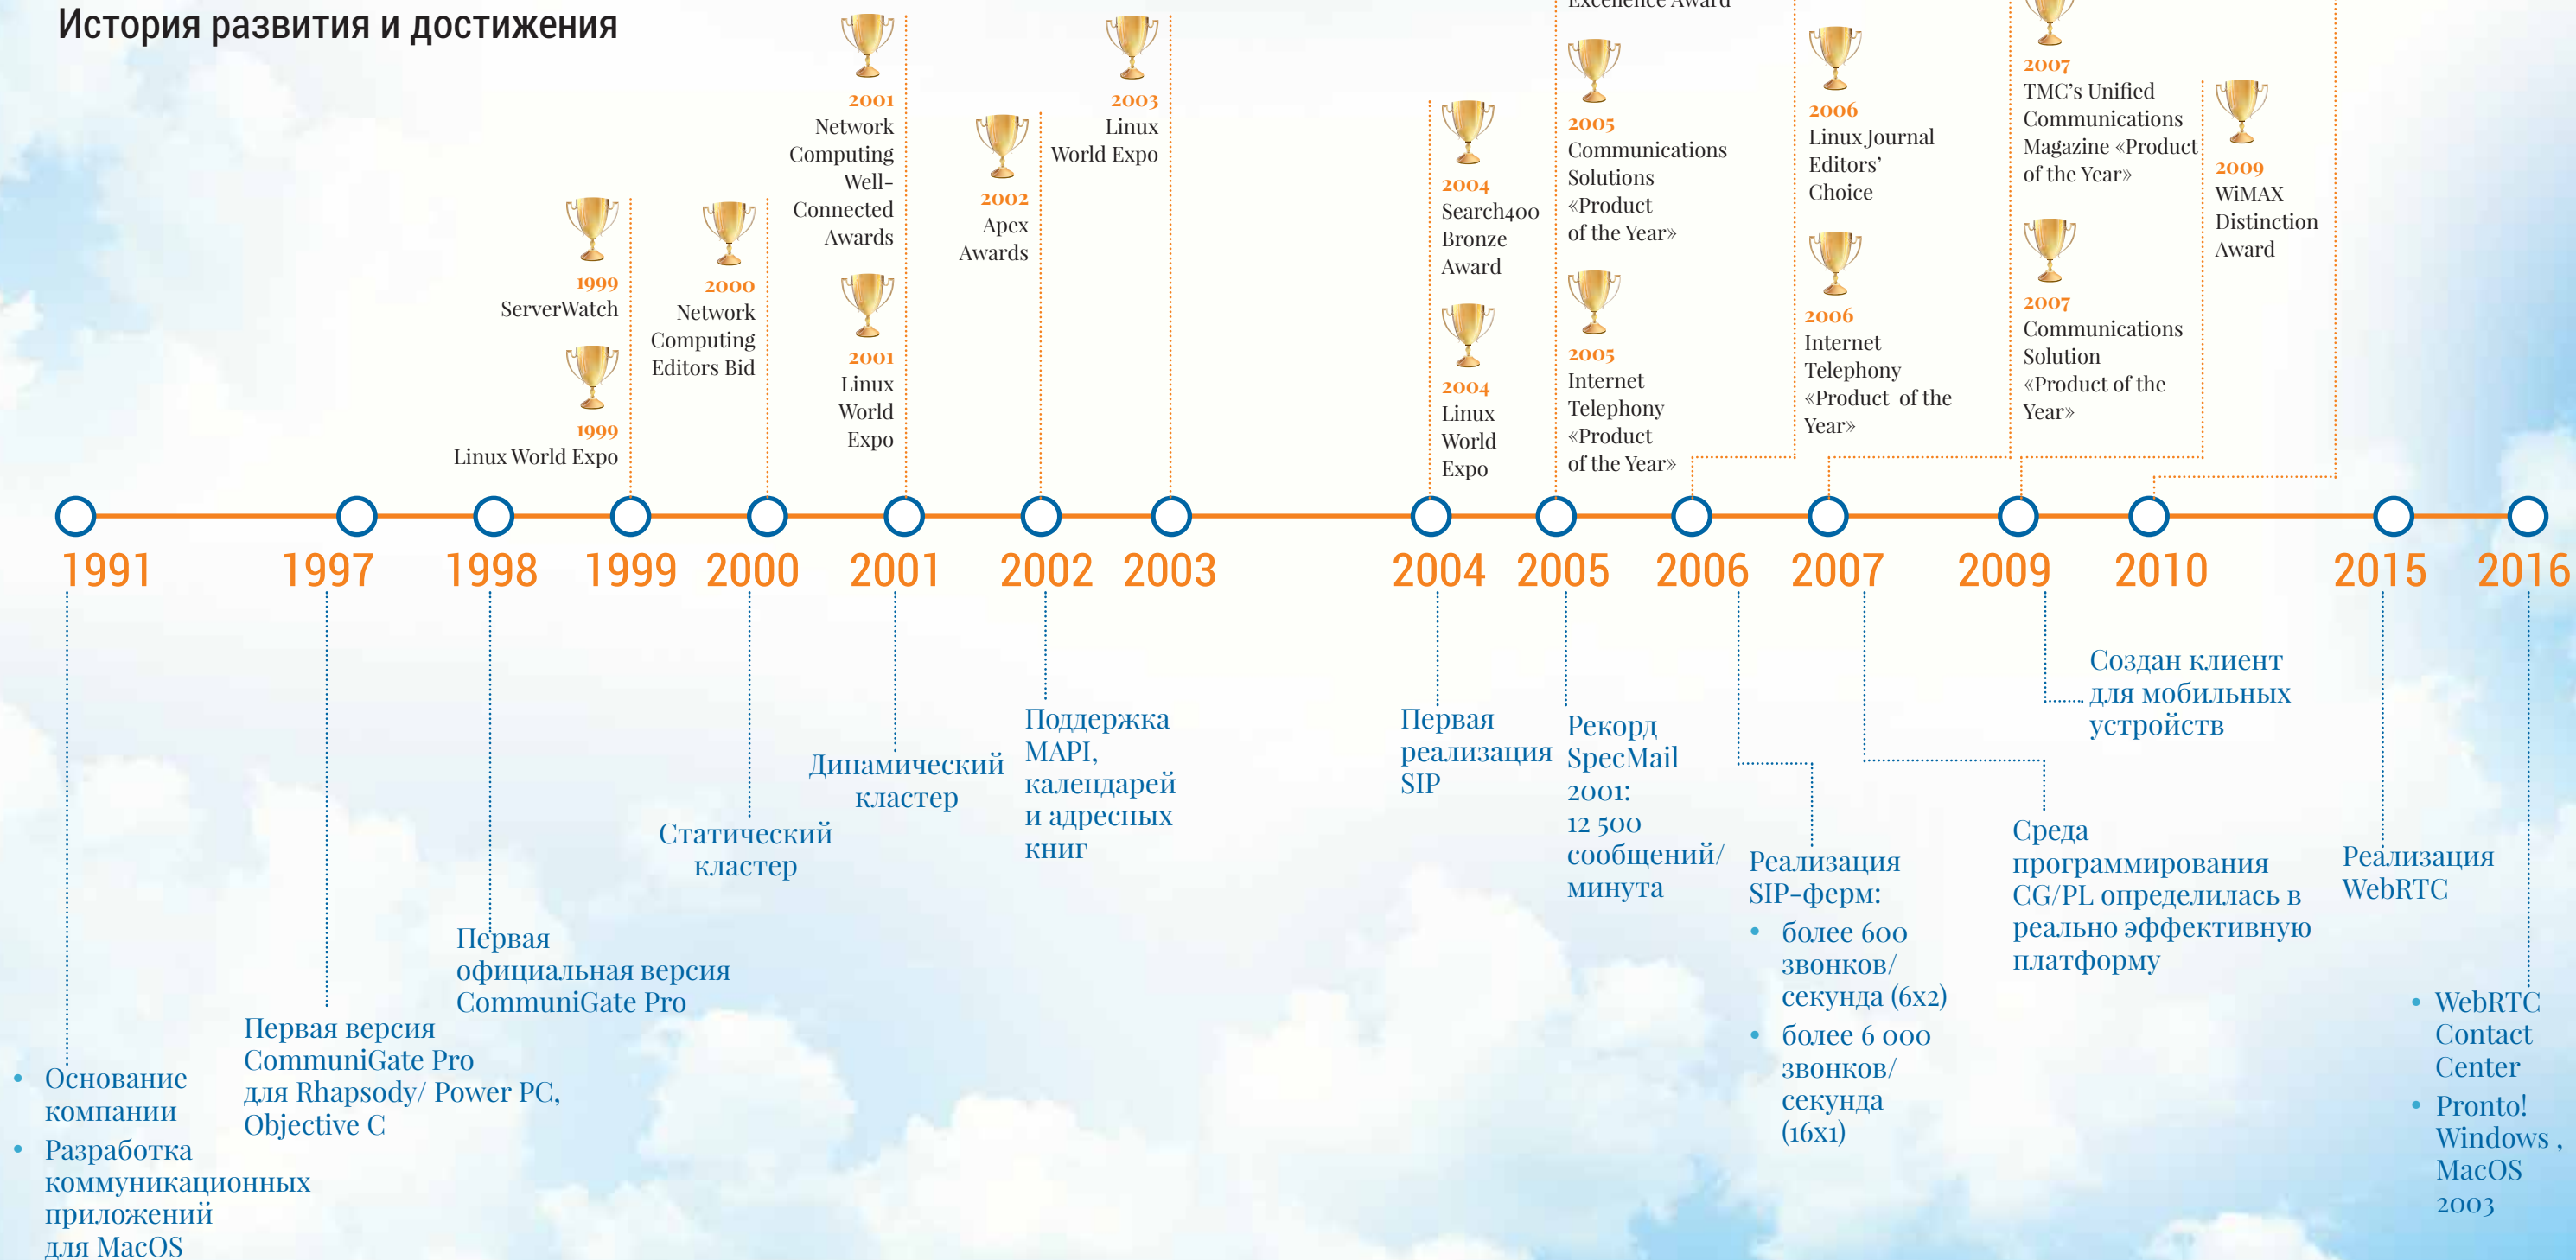 История развития и достижения
2001
Network
Computing
Well-
Connected
Awards
2003
Linux
World Expo
2002
Apex
Awards
1999
ServerWatch
1999
Linux World Expo
2000
Network
Computing
Editors Bid
2001
Linux
World
Expo
2004
Search400
Bronze
Award
2004
Linux
World
Expo
Excellence Award
2005
Communications
Solutions
«Product
of the Year»
2005
Internet
Telephony
«Product
of the Year»
2006
Linux Journal
Editors’
Choice
2006
Internet
Telephony
«Product of the
Year»
2007
TMC’s Unified
Communications
Magazine «Product
of the Year»
2007
Communications
Solution
«Product of the
Year»
2009
WiMAX
Distinction
Award
1991 1997 1998 1999 2000 2001 2002 2003 2004 2005 2006 2007 2009 2010 2015 2016
• Основание
компании
• Разработка
коммуникационных
приложений
для MacOS
Первая версия
CommuniGate Pro
для Rhapsody/ Power PC,
Objective C
Первая
официальная версия
CommuniGate Pro
Статический
кластер
Динамический
кластер
Поддержка
MAPI,
календарей
и адресных
книг
Первая
реализация
SIP
Рекорд
SpecMail
2001:
12 500
сообщений/
минута
Реализация
SIP-ферм:
• более 600
звонков/
секунда (6x2)
• более 6 000
звонков/
секунда
(16x1)
Среда
программирования
CG/PL определилась в
реально эффективную
платформу
Создан клиент
для мобильных
устройств
Реализация
WebRTC
• WebRTC
Contact
Center
• Pronto!
Windows ,
MacOS
2003